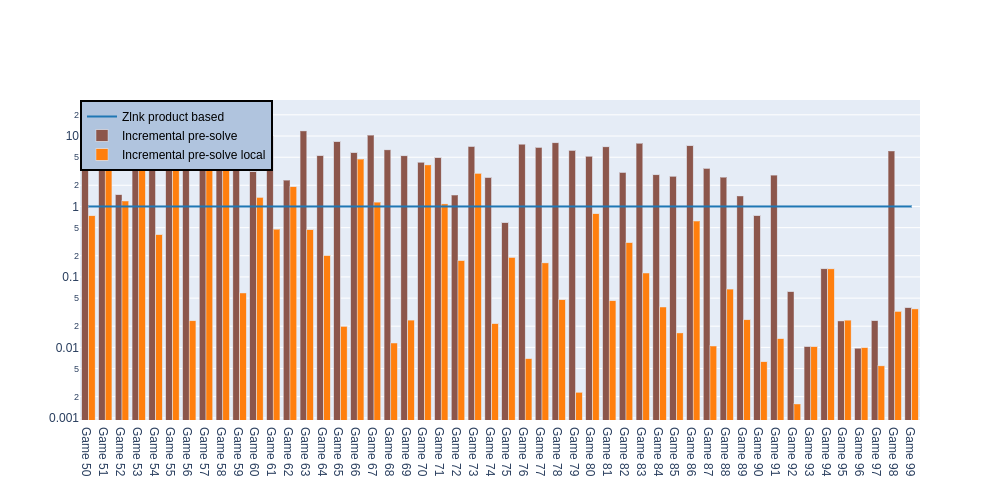 Zlnk product based
Incremental pre-solve
Incremental pre-solve local
2
10
5
2
1
5
2
0.1
5
2
0.01
5
2
0.001
Game 50
Game 51
Game 52
Game 53
Game 54
Game 55
Game 56
Game 57
Game 58
Game 59
Game 60
Game 61
Game 62
Game 63
Game 64
Game 65
Game 66
Game 67
Game 68
Game 69
Game 70
Game 71
Game 72
Game 73
Game 74
Game 75
Game 76
Game 77
Game 78
Game 79
Game 80
Game 81
Game 82
Game 83
Game 84
Game 85
Game 86
Game 87
Game 88
Game 89
Game 90
Game 91
Game 92
Game 93
Game 94
Game 95
Game 96
Game 97
Game 98
Game 99